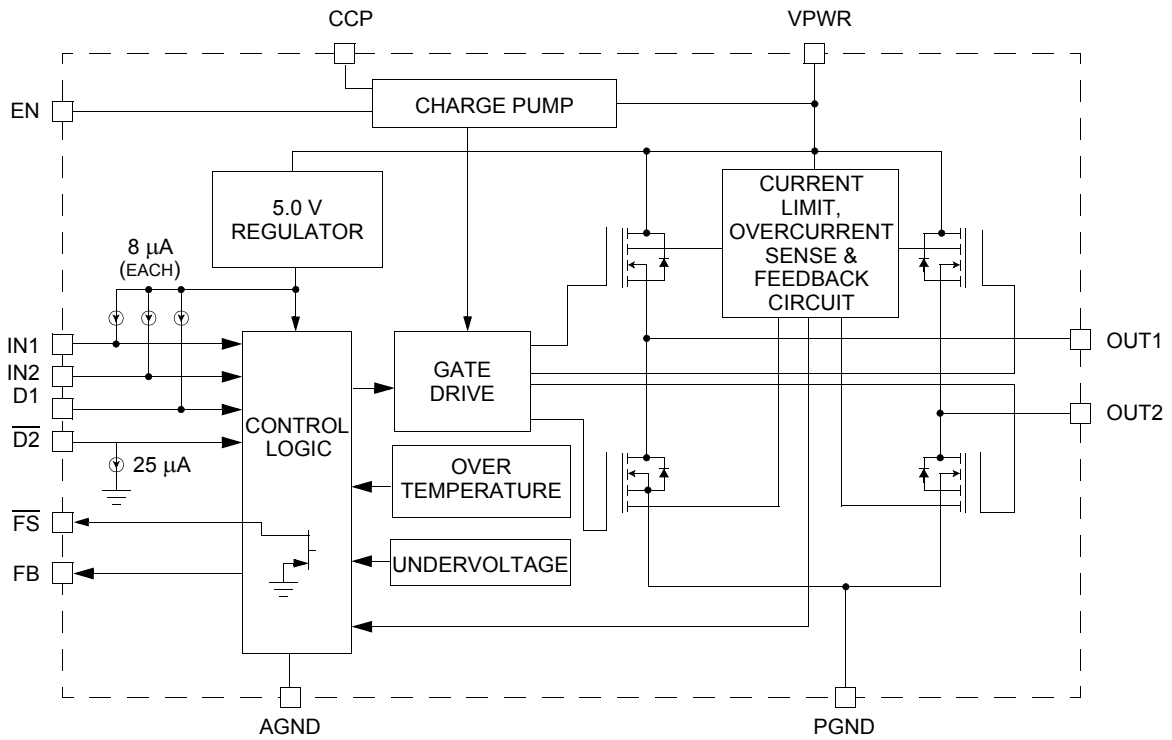 CCP
VPWR
EN
CHARGE PUMP
5.0 V
REGULATOR
CURRENT
LIMIT,
OVERCURRENT
SENSE &
FEEDBACK
CIRCUIT
8 µA
(EACH)
IN1
IN2
D1
D2
25 µA
FS
FB
CONTROL
LOGIC
GATE
DRIVE
OVER
TEMPERATURE
UNDERVOLTAGE
OUT1
OUT2
AGND
PGND